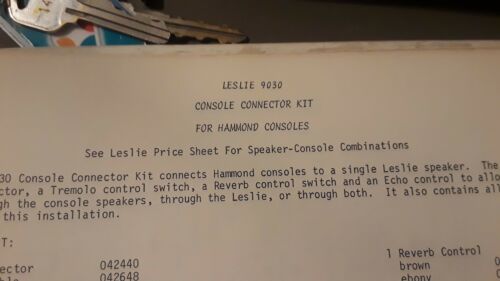 LESLIE 9030
CONSOLE CONNECTOR KIT
FOR HAMMOND CONSOLES
See Leslie Price Sheet For Speaker-Console Combinations
30 Console Connector Kit connects Hammond consoles to a single Leslie speaker. The
ctor, a Tremolo control switch, a Reverb control switch and an Echo control to allo
gh the console speakers, through the Leslie, or through both. It also contains all
this installation.
T:
1 Reverb Control
ector 042440
brown
042648
ebony